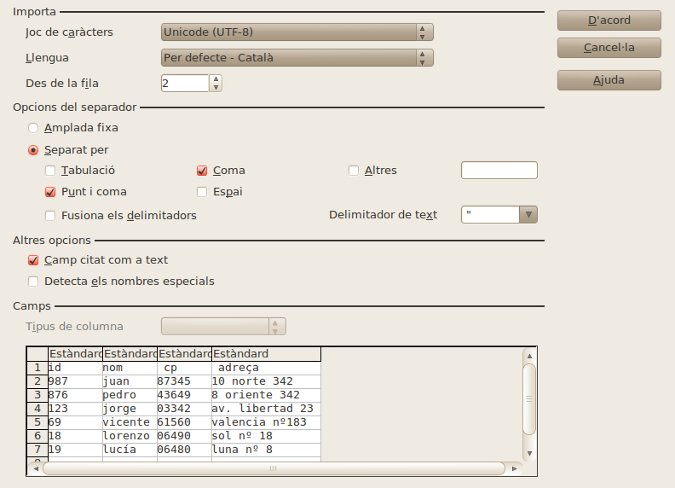 Importa
Joc de caràcters Unicode (UTF-8)
Llengua Per defecte - Català
Des de la fila 2
D'acord
Cancel·la
Ajuda
Opcions del separador
Amplada fixa
Separat per
Tabulació Coma Altres
Punt i coma Espai
Fusiona els delimitadors Delimitador de text "
Altres opcions
Camp citat com a text
Detecta els nombres especials
Camps
Tipus de columna
Estàndard Estàndard Estàndard Estàndard
1 id nom cp adreça
2 987 juan 87345 10 norte 342
3 876 pedro 43649 8 oriente 342
4 123 jorge 03342 av. libertad 23
5 69 vicente 61560 valencia nº183
6 18 lorenzo 06490 sol nº 18
7 19 lucía 06480 luna nº 8